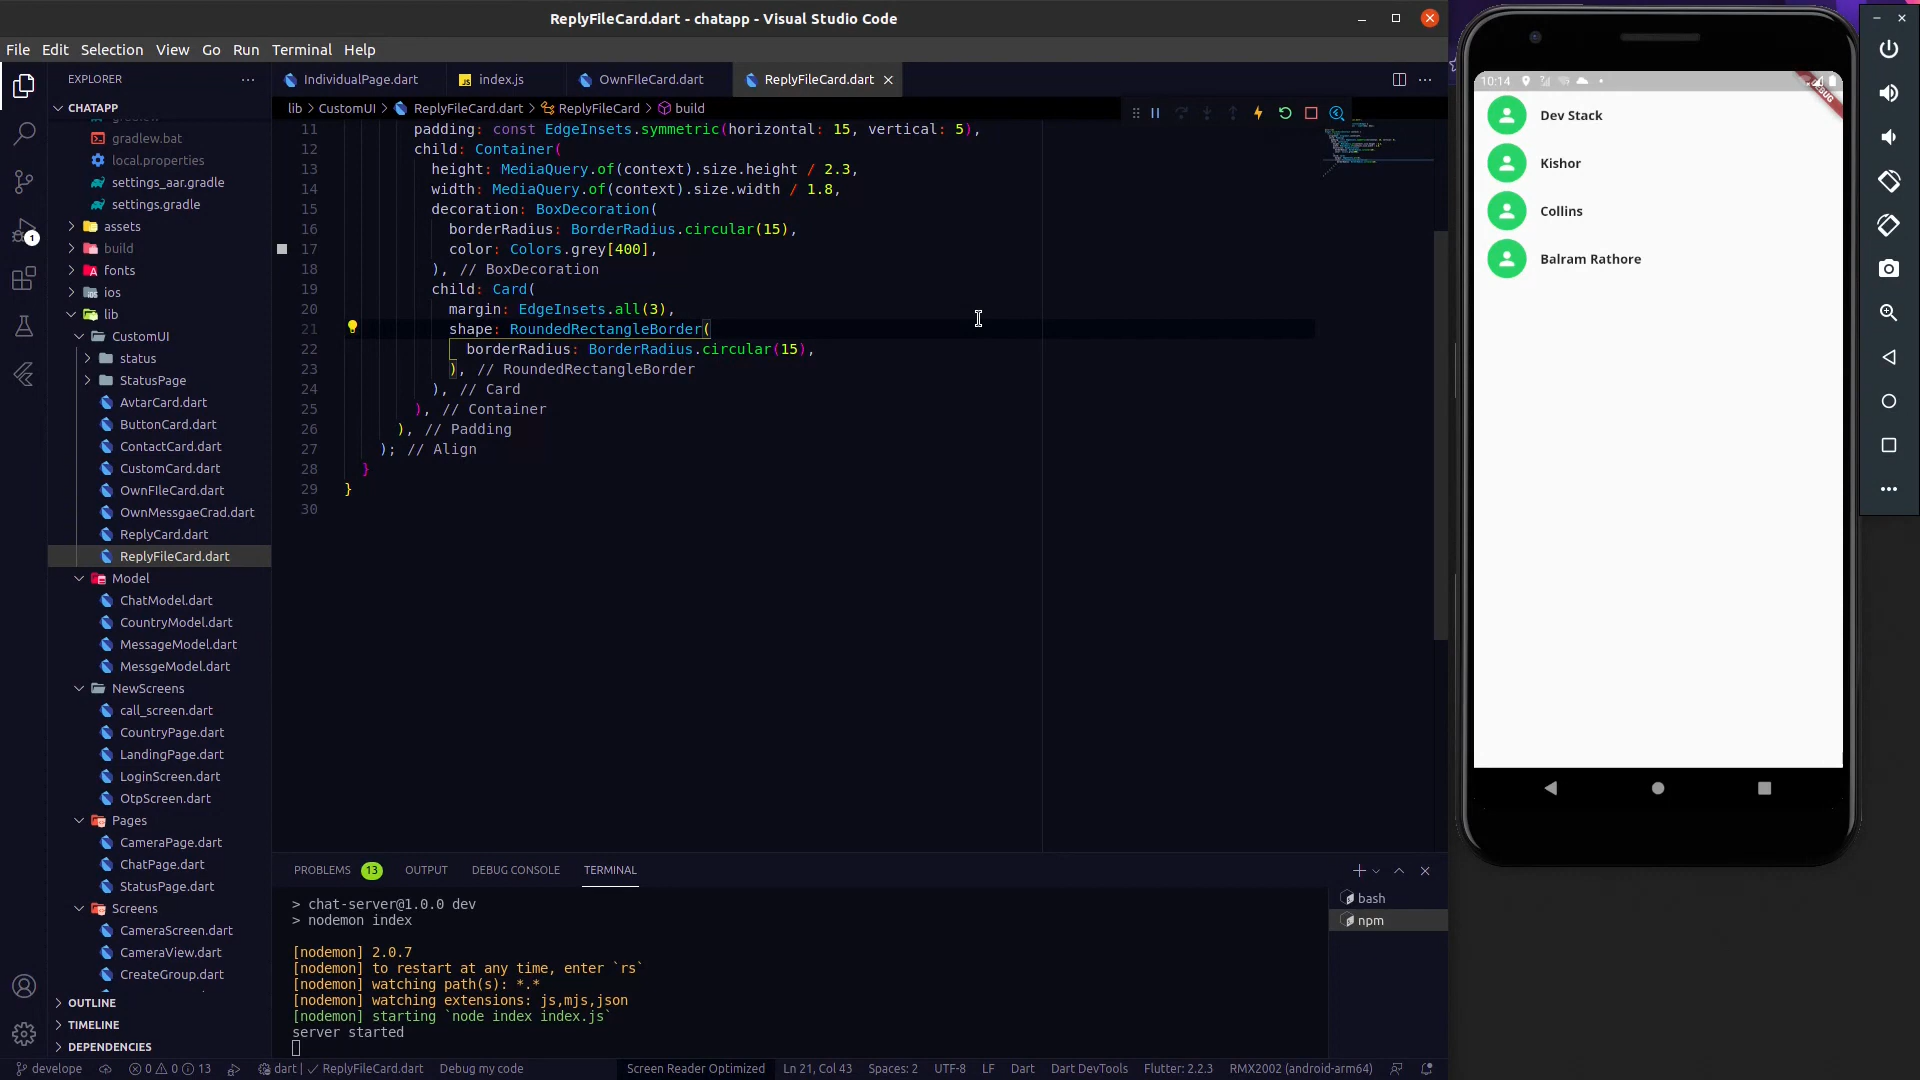 ReplyFileCard.dart - chatapp - Visual Studio Code
File Edit Selection View Go Run Terminal Help
EXPLORER
IndividualPage.dart
index.js
OwnFIleCard.dart
ReplyFileCard.dart
CHATAPP
lib > CustomUI > ReplyFileCard.dart > ReplyFileCard > build
gradlew.bat
local.properties
settings_aar.gradle
settings.gradle
assets
build
fonts
ios
lib
CustomUI
status
StatusPage
AvtarCard.dart
ButtonCard.dart
ContactCard.dart
CustomCard.dart
OwnFIleCard.dart
OwnMessgaeCrad.dart
ReplyCard.dart
ReplyFileCard.dart
Model
ChatModel.dart
CountryModel.dart
MessageModel.dart
MessgeModel.dart
NewScreens
call_screen.dart
CountryPage.dart
LandingPage.dart
LoginScreen.dart
OtpScreen.dart
Pages
CameraPage.dart
ChatPage.dart
StatusPage.dart
Screens
CameraScreen.dart
CameraView.dart
CreateGroup.dart
OUTLINE
TIMELINE
DEPENDENCIES
1
11 padding: const EdgeInsets.symmetric(horizontal: 15, vertical: 5),
12 child: Container(
13 height: MediaQuery.of(context).size.height / 2.3,
14 width: MediaQuery.of(context).size.width / 1.8,
15 decoration: BoxDecoration(
16 borderRadius: BorderRadius.circular(15),
17 color: Colors.grey[400],
18 ), // BoxDecoration
19 child: Card(
20 margin: EdgeInsets.all(3),
21 shape: RoundedRectangleBorder(
22 borderRadius: BorderRadius.circular(15),
23 ), // RoundedRectangleBorder
24 ), // Card
25 ), // Container
26 ), // Padding
27 ); // Align
28 }
29 }
30
PROBLEMS 13 OUTPUT DEBUG CONSOLE TERMINAL
> chat-server@1.0.0 dev
> nodemon index
[nodemon] 2.0.7
[nodemon] to restart at any time, enter `rs`
[nodemon] watching path(s): *.*
[nodemon] watching extensions: js,mjs,json
[nodemon] starting `node index index.js`
server started
bash
npm
develope 0 0 13 dart | ✓ ReplyFileCard.dart Debug my code Screen Reader Optimized Ln 21, Col 43 Spaces: 2 UTF-8 LF Dart Dart DevTools Flutter: 2.2.3 RMX2002 (android-arm64)
10:14
DEBUG
Dev Stack
Kishor
Collins
Balram Rathore